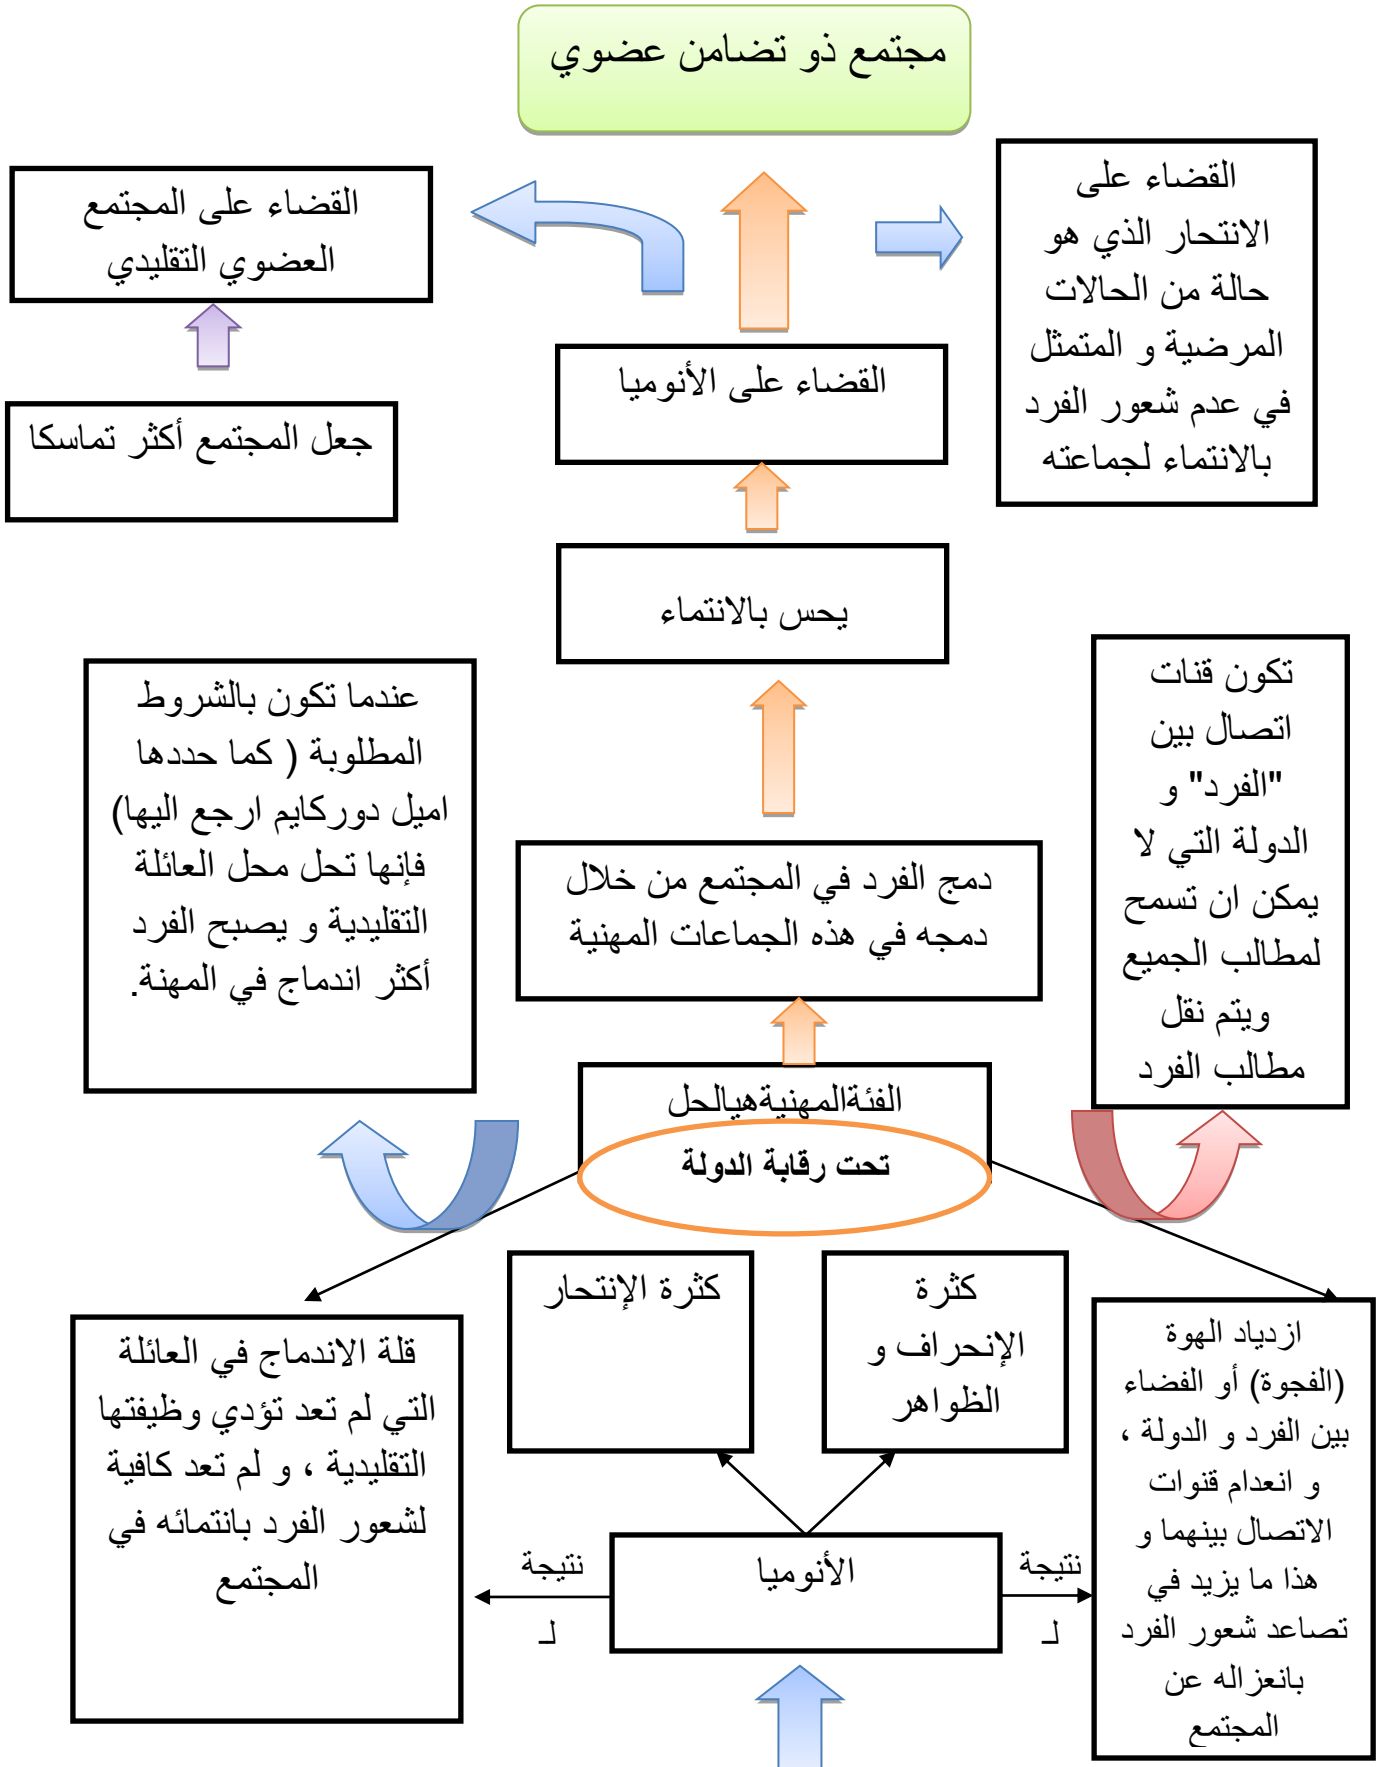 مجتمع ذو تضامن عضوي
القضاء على
الانتحار الذي هو
حالة من الحالات
المرضية و المتمثل
في عدم شعور الفرد
بالانتماء لجماعته
القضاء على المجتمع
العضوي التقليدي
القضاء على الأنوميا
جعل المجتمع أكثر تماسكا
يحس بالانتماء
تكون قنات
اتصال بين
"الفرد" و
الدولة التي لا
يمكن ان تسمح
لمطالب الجميع
ويتم نقل
مطالب الفرد
عندما تكون بالشروط
المطلوبة ( كما حددها
اميل دوركايم ارجع اليها)
فإنها تحل محل العائلة
التقليدية و يصبح الفرد
أكثر اندماج في المهنة.
دمج الفرد في المجتمع من خلال
دمجه في هذه الجماعات المهنية
الفئةالمهنيةهيالحل
تحت رقابة الدولة
كثرة
الإنحراف و
الظواهر
كثرة الإنتحار
ازدياد الهوة
(الفجوة) أو الفضاء
بين الفرد و الدولة ،
و انعدام قنوات
الاتصال بينهما و
هذا ما يزيد في
تصاعد شعور الفرد
بانعزاله عن
المجتمع
قلة الاندماج في العائلة
التي لم تعد تؤدي وظيفتها
التقليدية ، و لم تعد كافية
لشعور الفرد بانتمائه في
المجتمع
نتيجة
لـ
الأنوميا
نتيجة
لـ